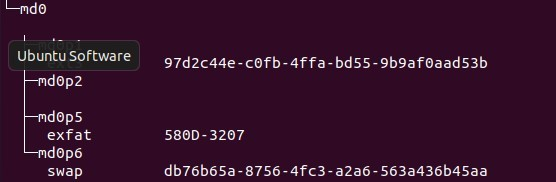 └─md0
Ubuntu Software
97d2c44e-c0fb-4ffa-bd55-9b9af0aad53b
├─md0p2
├─md0p5
exfat 580D-3207
└─md0p6
swap db76b65a-8756-4fc3-a2a6-563a436b45aa